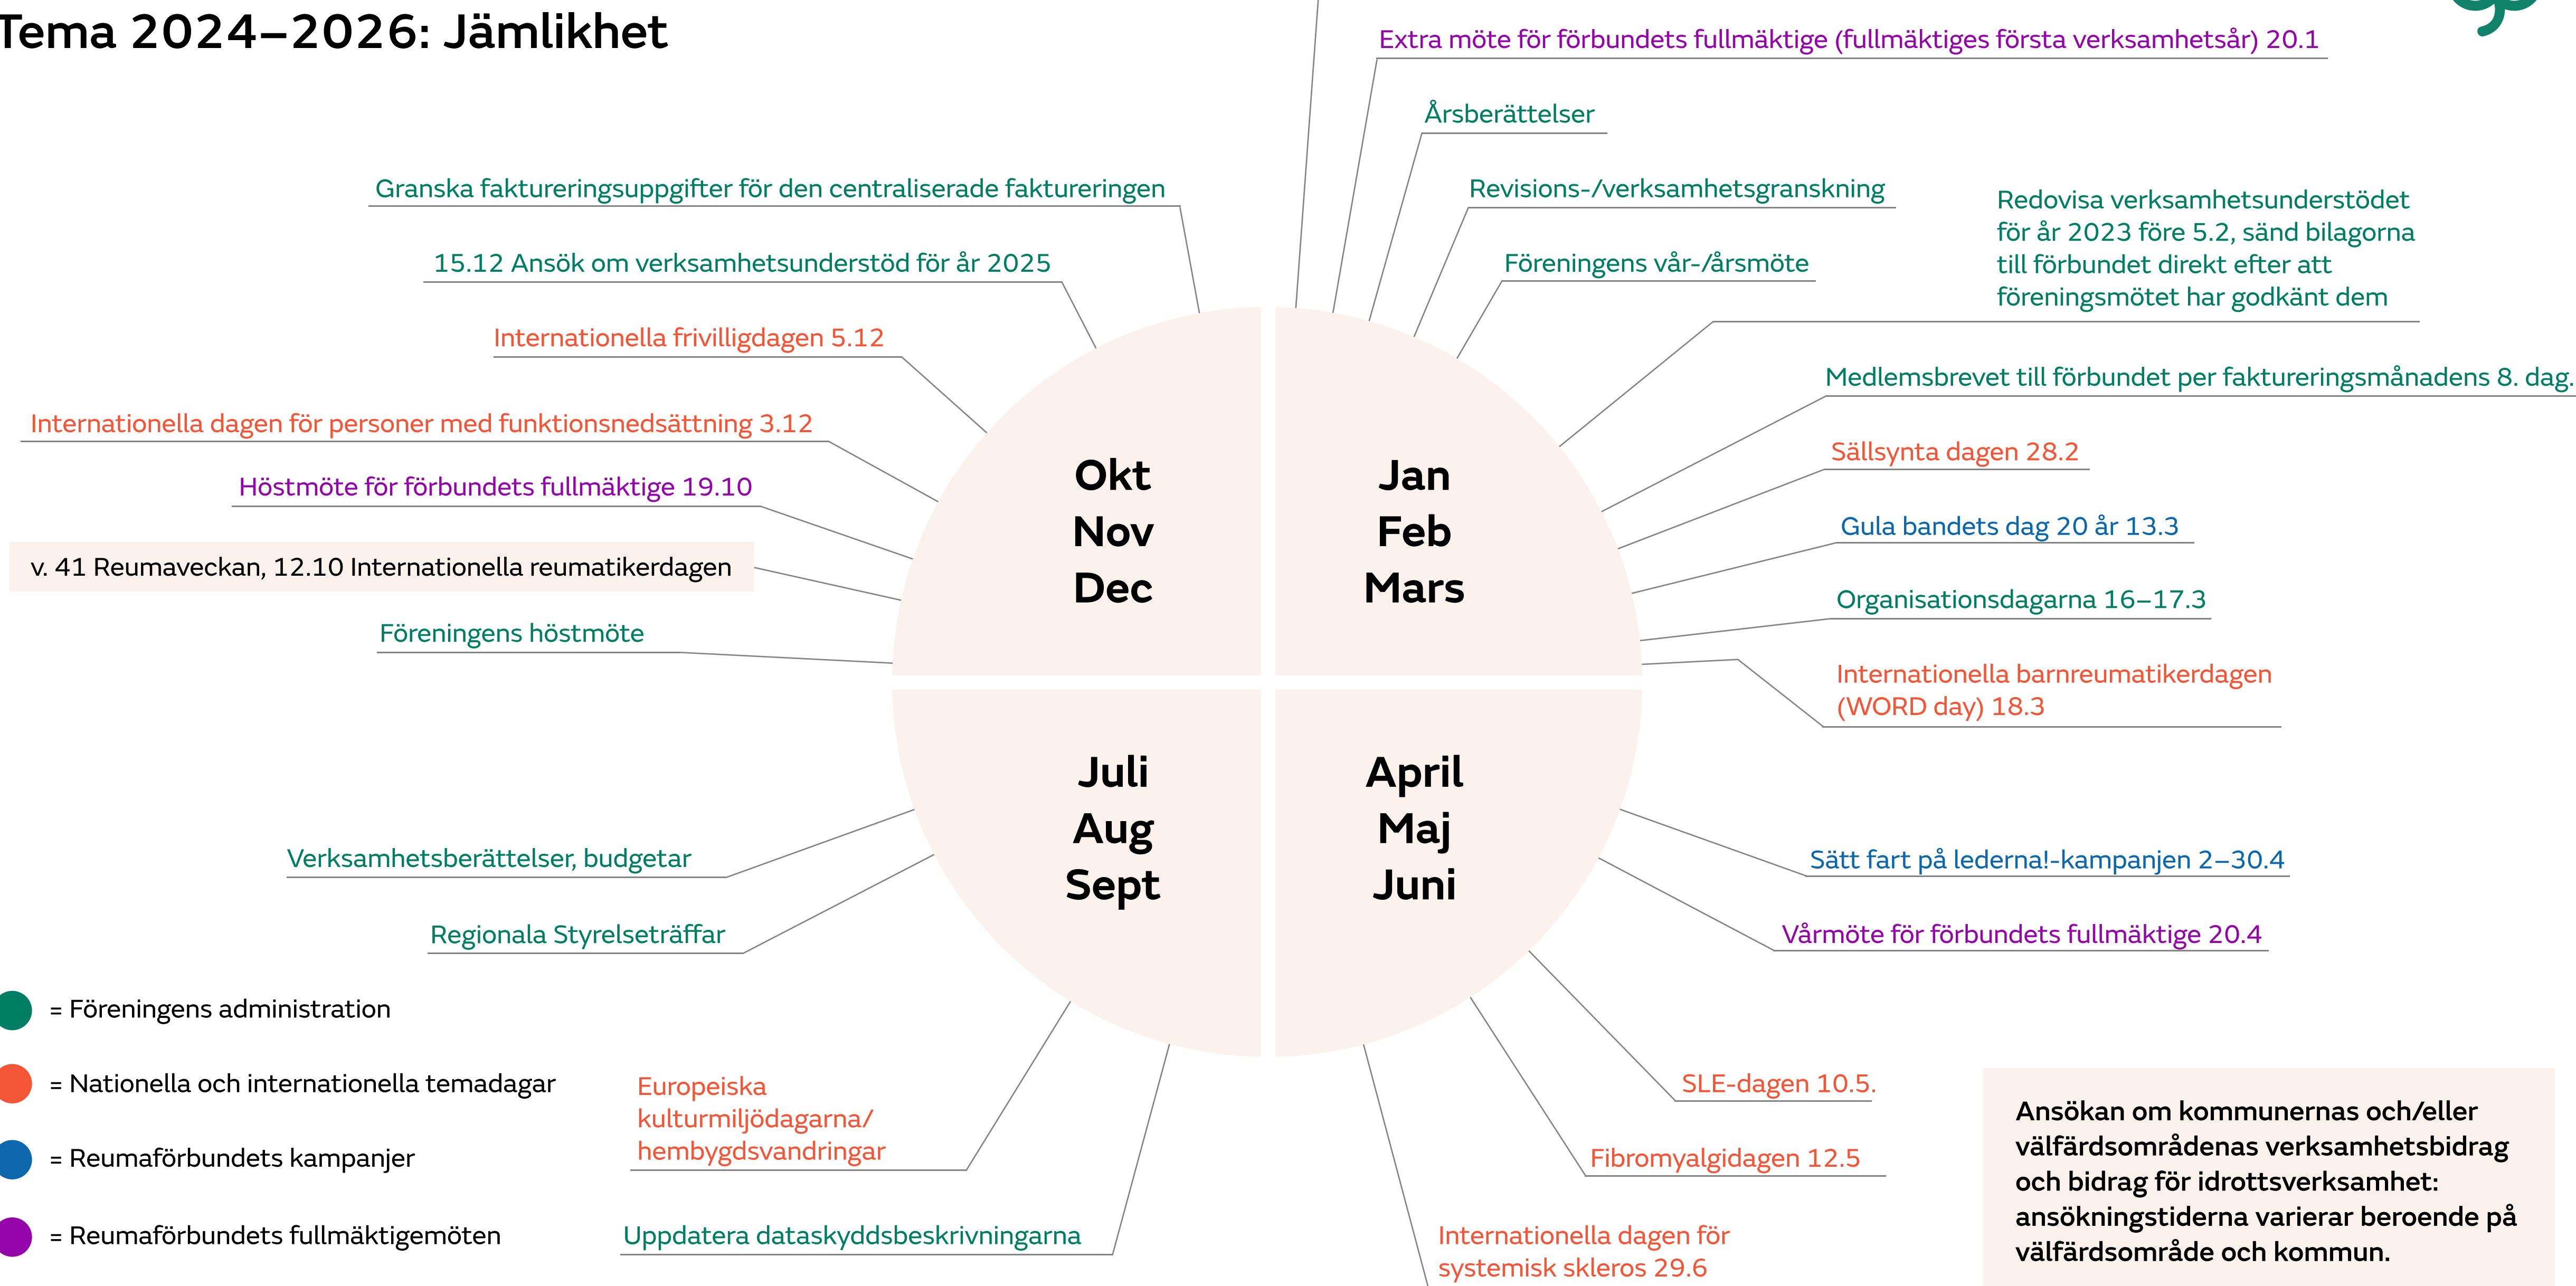 Tema 2024–2026: Jämlikhet
Extra möte för förbundets fullmäktige (fullmäktiges första verksamhetsår) 20.1
Årsberättelser
Revisions-/verksamhetsgranskning
Föreningens vår-/årsmöte
Redovisa verksamhetsunderstödet
för år 2023 före 5.2, sänd bilagorna
till förbundet direkt efter att
föreningsmötet har godkänt dem
Medlemsbrevet till förbundet per faktureringsmånadens 8. dag.
Sällsynta dagen 28.2
Gula bandets dag 20 år 13.3
Organisationsdagarna 16–17.3
Internationella barnreumatikerdagen
(WORD day) 18.3
Jan
Feb
Mars
April
Maj
Juni
Sätt fart på lederna!-kampanjen 2–30.4
Vårmöte för förbundets fullmäktige 20.4
SLE-dagen 10.5.
Fibromyalgidagen 12.5
Internationella dagen för
systemisk skleros 29.6
Juli
Aug
Sept
Verksamhetsberättelser, budgetar
Regionala Styrelseträffar
Europeiska
kulturmiljödagarna/
hembygdsvandringar
Uppdatera dataskyddsbeskrivningarna
Okt
Nov
Dec
Granska faktureringsuppgifter för den centraliserade faktureringen
15.12 Ansök om verksamhetsunderstöd för år 2025
Internationella frivilligdagen 5.12
Internationella dagen för personer med funktionsnedsättning 3.12
Höstmöte för förbundets fullmäktige 19.10
v. 41 Reumaveckan, 12.10 Internationella reumatikerdagen
Föreningens höstmöte
= Föreningens administration
= Nationella och internationella temadagar
= Reumaförbundets kampanjer
= Reumaförbundets fullmäktigemöten
Ansökan om kommunernas och/eller
välfärdsområdenas verksamhetsbidrag
och bidrag för idrottsverksamhet:
ansökningstiderna varierar beroende på
välfärdsområde och kommun.